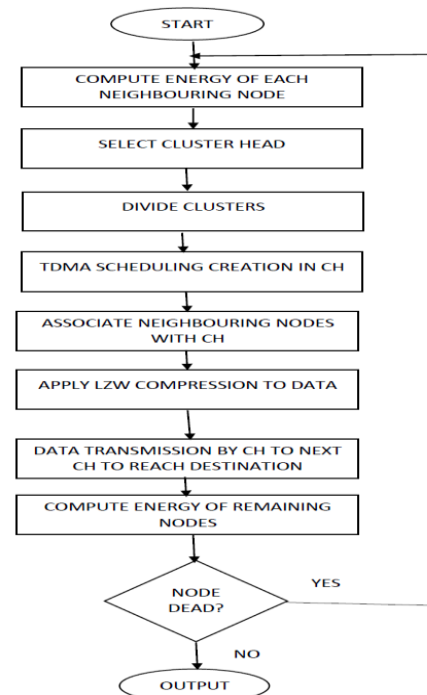 START
COMPUTE ENERGY OF EACH
NEIGHBOURING NODE
SELECT CLUSTER HEAD
DIVIDE CLUSTERS
TDMA SCHEDULING CREATION IN CH
ASSOCIATE NEIGHBOURING NODES
WITH CH
APPLY LZW COMPRESSION TO DATA
DATA TRANSMISSION BY CH TO NEXT
CH TO REACH DESTINATION
COMPUTE ENERGY OF REMAINING
NODES
NODE
DEAD?
YES
NO
OUTPUT